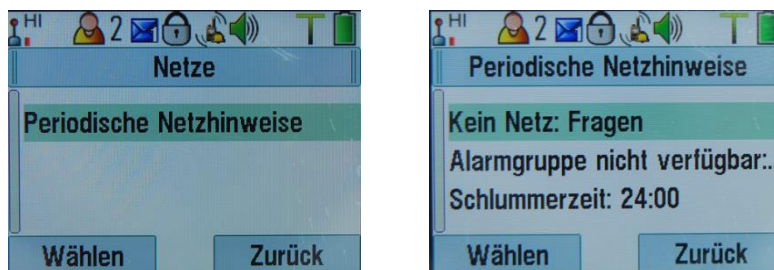 HI 2 T
Netze
Periodische Netzhinweise
Wählen Zurück
HI 2 T
Periodische Netzhinweise
Kein Netz: Fragen
Alarmgruppe nicht verfügbar:..
Schlummerzeit: 24:00
Wählen Zurück